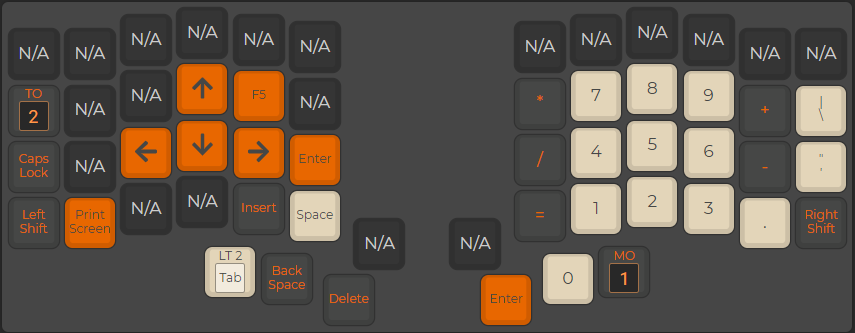 N/A N/A N/A N/A N/A N/A N/A N/A N/A N/A N/A N/A
TO
2 N/A N/A ↑ F5 N/A * 7 8 9 + |
\
Caps
Lock N/A ← ↓ → Enter / 4 5 6 - "
'
Left
Shift Print
Screen N/A N/A Insert Space = 1 2 3 . Right
Shift
N/A N/A
LT 2
Tab Back
Space Delete Enter 0 MO
1